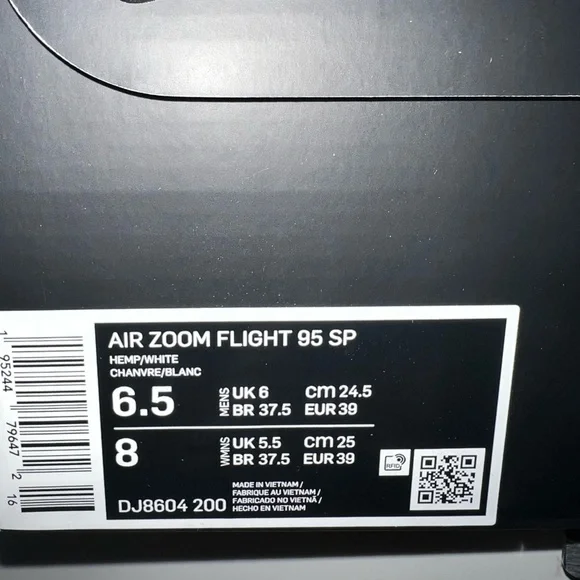 AIR ZOOM FLIGHT 95 SP
HEMP/WHITE
CHANVRE/BLANC
6.5 MENS UK 6 CM 24.5
BR 37.5 EUR 39
8 WMNS UK 5.5 CM 25
BR 37.5 EUR 39
MADE IN VIETNAM /
FABRIQUE AU VIETNAM /
FABRICADO NO VIETNÃ /
HECHO EN VIETNAM
DJ8604 200
RFID
1 95244 79647 2 16